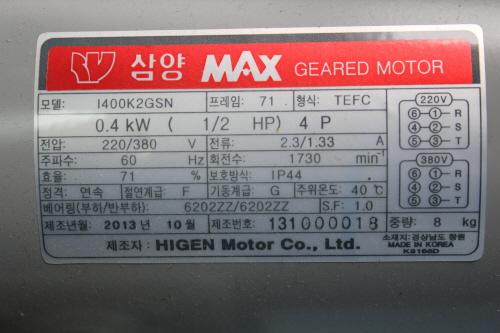 삼양 MAX GEARED MOTOR
모델: I400K2GSN 프레임: 71 . 형식: TEFC
0.4 kW ( 1/2 HP) 4 P
전압: 220/380 V 전류: 2.3/1.33 A
주파수: 60 Hz 회전수: 1730 min⁻¹
효율: 71 % 보호방식: IP44
정격: 연속 절연계급: F 기동계급: G 주위온도: 40℃
베어링(부하/반부하): 6202ZZ/6202ZZ S.F: 1.0
제조년월: 2013 년 10 월 제조번호: 131000018 중량: 8 kg
제조자: HIGEN Motor Co., Ltd.
220V
⑥-①- R
④-②- S
⑤-③- T
380V
⑥ ①- R
④ ②- S
⑤ ③- T
소재지: 경상남도 창원
MADE IN KOREA